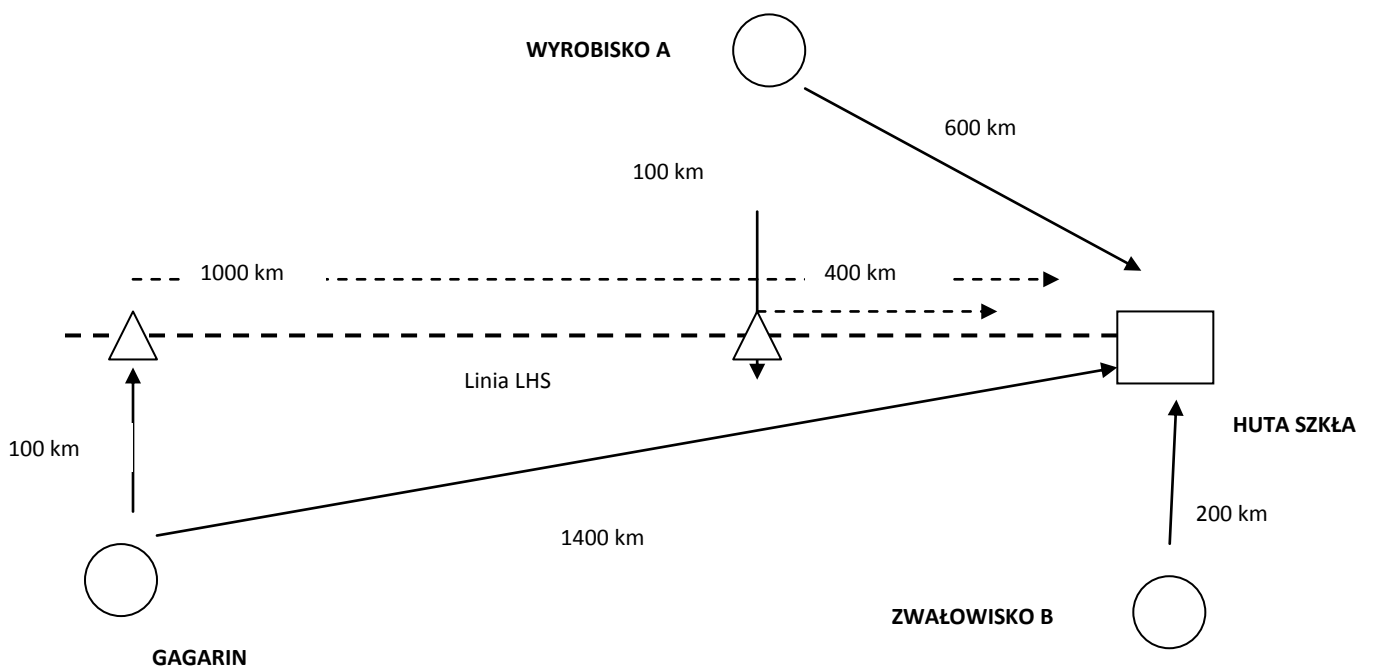 WYROBISKO A
600 km
100 km
1000 km
400 km
Linia LHS
100 km
HUTA SZKŁA
200 km
1400 km
ZWAŁOWISKO B
GAGARIN